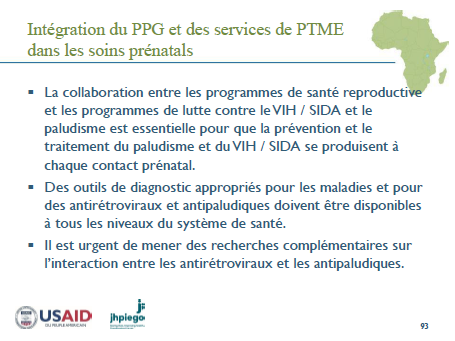 Intégration du PPG et des services de PTME
dans les soins prénatals
▪ La collaboration entre les programmes de santé reproductive
et les programmes de lutte contre le VIH / SIDA et le
paludisme est essentielle pour que la prévention et le
traitement du paludisme et du VIH / SIDA se produisent à
chaque contact prénatal.
▪ Des outils de diagnostic appropriés pour les maladies et pour
des antirétroviraux et antipaludiques doivent être disponibles
à tous les niveaux du système de santé.
▪ Il est urgent de mener des recherches complémentaires sur
l'interaction entre les antirétroviraux et les antipaludiques.
USAID
jhpiego
93